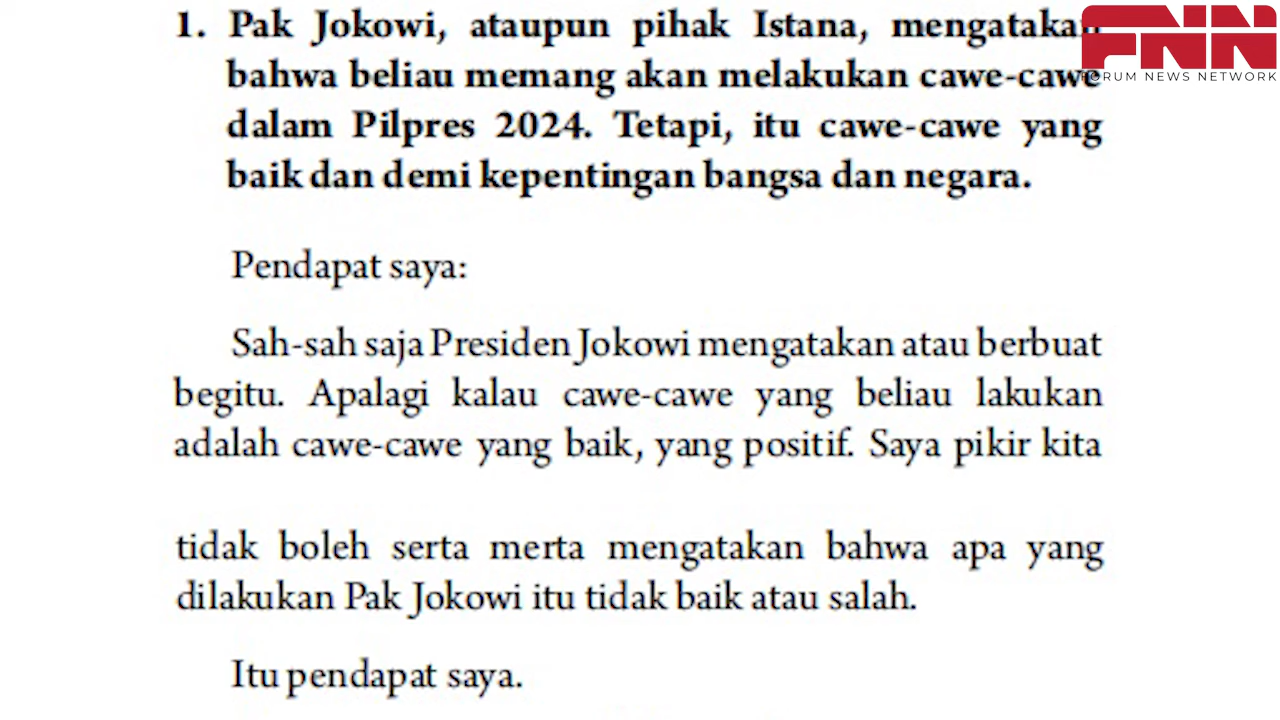 1. Pak Jokowi, ataupun pihak Istana, mengatakan
bahwa beliau memang akan melakukan cawe-cawe
dalam Pilpres 2024. Tetapi, itu cawe-cawe yang
baik dan demi kepentingan bangsa dan negara.
Pendapat saya:
Sah-sah saja Presiden Jokowi mengatakan atau berbuat
begitu. Apalagi kalau cawe-cawe yang beliau lakukan
adalah cawe-cawe yang baik, yang positif. Saya pikir kita
tidak boleh serta merta mengatakan bahwa apa yang
dilakukan Pak Jokowi itu tidak baik atau salah.
Itu pendapat saya.
FNN
FORUM NEWS NETWORK